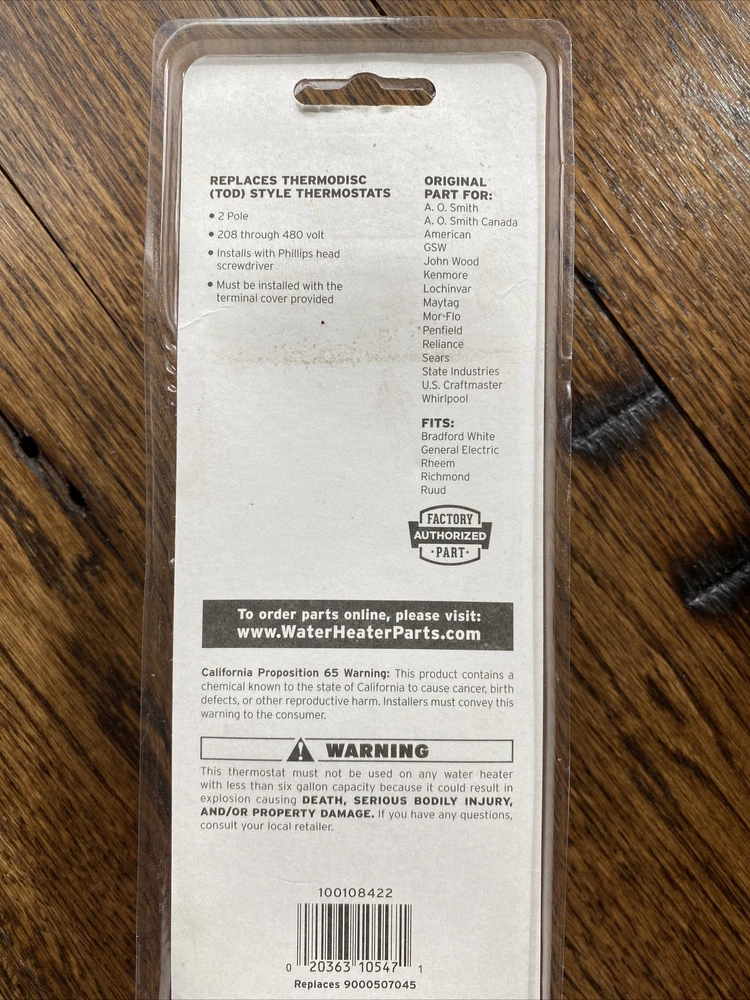 REPLACES THERMODISC
(TOD) STYLE THERMOSTATS
• 2 Pole
• 208 through 480 volt
• Installs with Phillips head
screwdriver
• Must be installed with the
terminal cover provided
ORIGINAL
PART FOR:
A. O. Smith
A. O. Smith Canada
American
GSW
John Wood
Kenmore
Lochinvar
Maytag
Mor-Flo
Penfield
Reliance
Sears
State Industries
U.S. Craftmaster
Whirlpool
FITS:
Bradford White
General Electric
Rheem
Richmond
Ruud
FACTORY
AUTHORIZED
• PART •
To order parts online, please visit:
www.WaterHeaterParts.com
California Proposition 65 Warning: This product contains a
chemical known to the state of California to cause cancer, birth
defects, or other reproductive harm. Installers must convey this
warning to the consumer.
WARNING
This thermostat must not be used on any water heater
with less than six gallon capacity because it could result in
explosion causing DEATH, SERIOUS BODILY INJURY,
AND/OR PROPERTY DAMAGE. If you have any questions,
consult your local retailer.
100108422
0 20363 10547 1
Replaces 9000507045